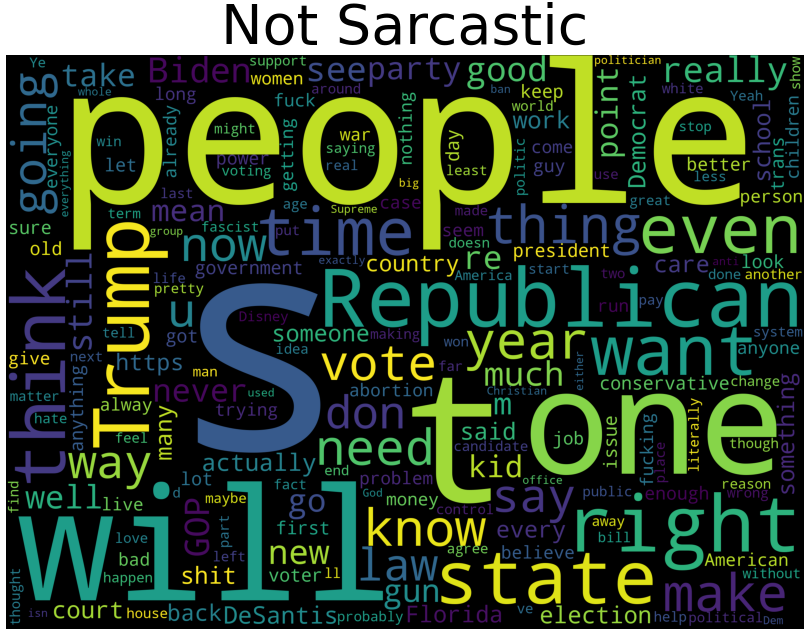 Not Sarcastic
Ye support politician
going take Biden see party good really show
whole women around ban keep white
long fuck world Yeah
people
everyone everything win let already might power voting getting saying war real nothing day least politic work come guy point Democrat better less stop school trans children
big use person
last case great
sure term mean age Supreme made
old group fascist put time seem thing even
now doesn
exactly president
think still Trump government country re care look
life America start done another
pretty u Republican two anti
Disney run pay
tell got someone making won year want system
give next https idea vote anyone
matter man far much either
never used abortion Christian conservative change
hate anything alway trying don t one m
feel many said job issue fucking literally though something
way actually need candidate place
end kid
find lot fact problem office reason
d God say public enough wrong
well live maybe go money control right
GOP part first know every away
love new agree bill
bad left believe American
happen voter ll law state without
shit gun make
S
Will
thought isn court house back DeSantis probably Florida ve election help political Dem